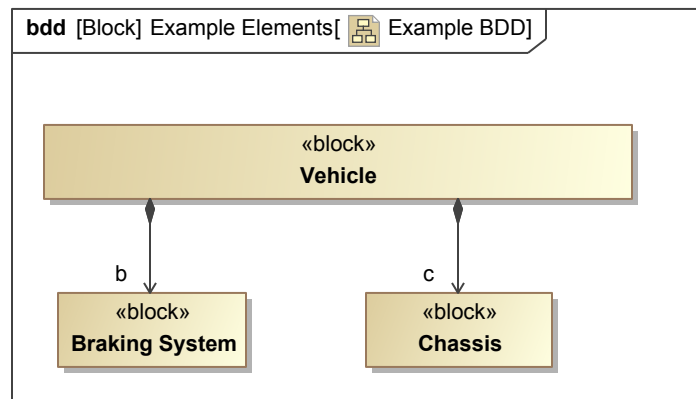 bdd [Block] Example Elements[ Example BDD]
«block»
Vehicle
b
c
«block»
Braking System
«block»
Chassis